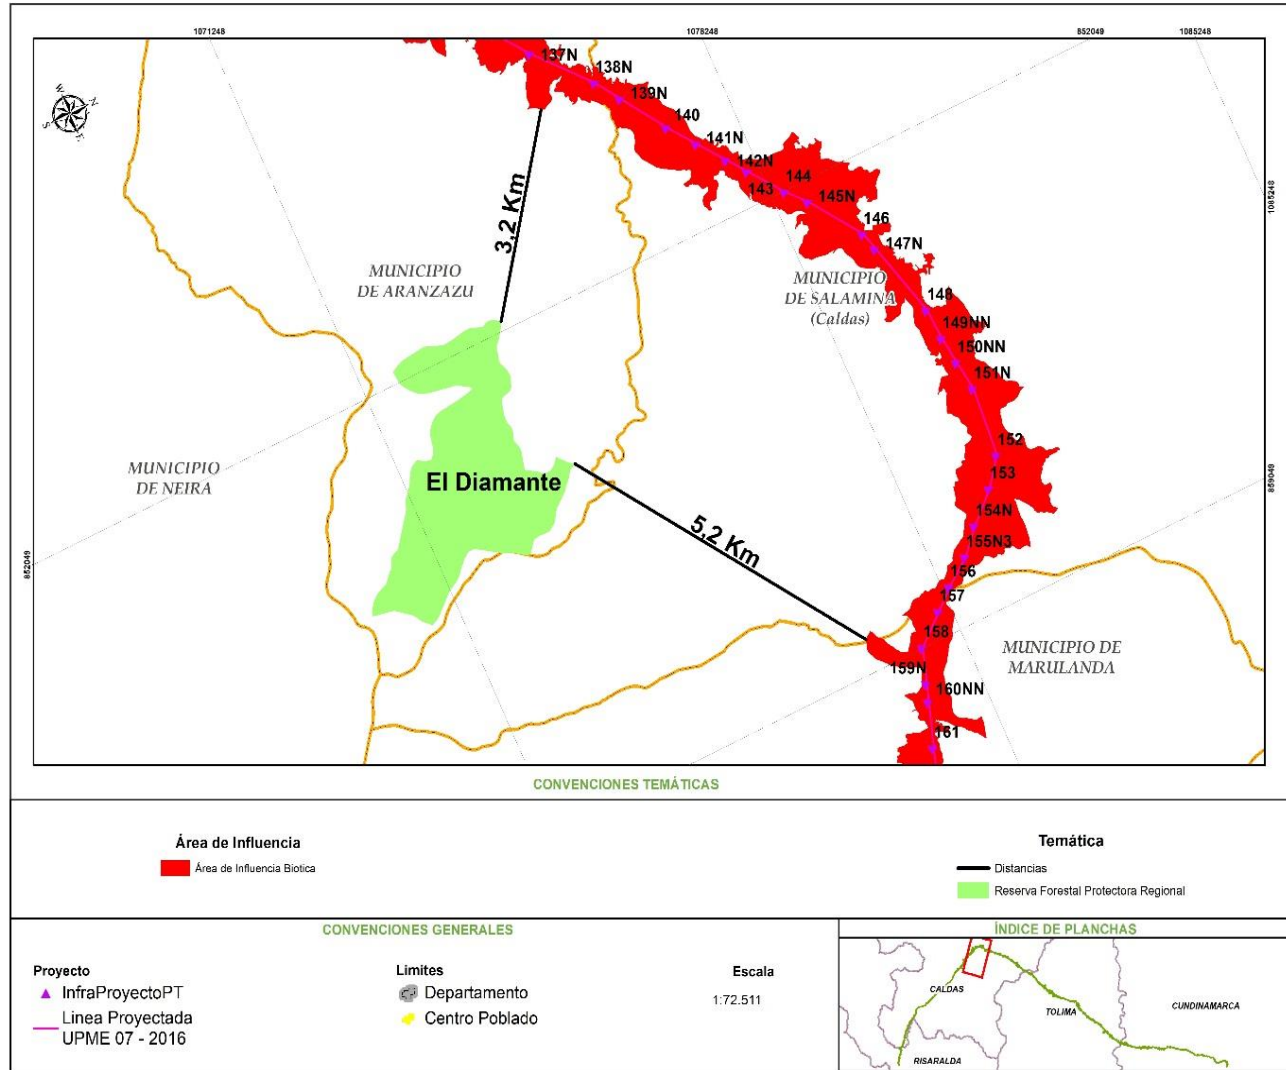 1071248
1078248
852049
1085248
137N
138N
139N
140
141N
142N
143
144
145N
146
147N
148
149NN
150NN
151N
152
153
154N
155N3
156
157
158
159N
160NN
161
W
N
S
E
3,2 Km
5,2 Km
MUNICIPIO
DE ARANZAZU
MUNICIPIO
DE SALAMINA
(Caldas)
MUNICIPIO
DE NEIRA
El Diamante
MUNICIPIO DE
MARULANDA
1085248
859049
852049
CONVENCIONES TEMÁTICAS
Área de Influencia
Área de Influencia Biotica
Temática
Distancias
Reserva Forestal Protectora Regional
CONVENCIONES GENERALES
Proyecto
InfraProyectoPT
Linea Proyectada
UPME 07 - 2016
Limites
Departamento
Centro Poblado
Escala
1:72.511
ÍNDICE DE PLANCHAS
CALDAS
TOLIMA
CUNDINAMARCA
RISARALDA